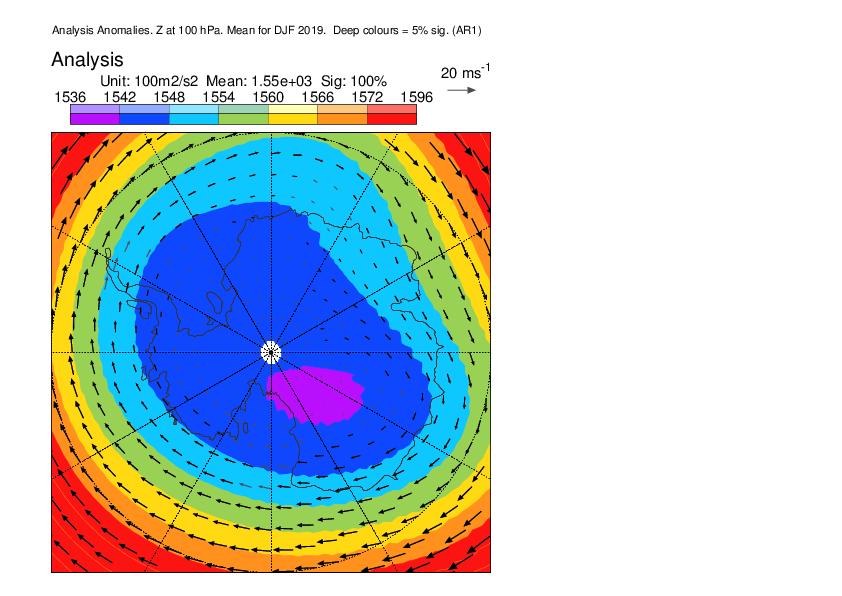 Analysis Anomalies. Z at 100 hPa. Mean for DJF 2019. Deep colours = 5% sig. (AR1)
Analysis
20 ms-1
Unit: 100m2/s2 Mean: 1.55e+03 Sig: 100%
1536 1542 1548 1554 1560 1566 1572 1596